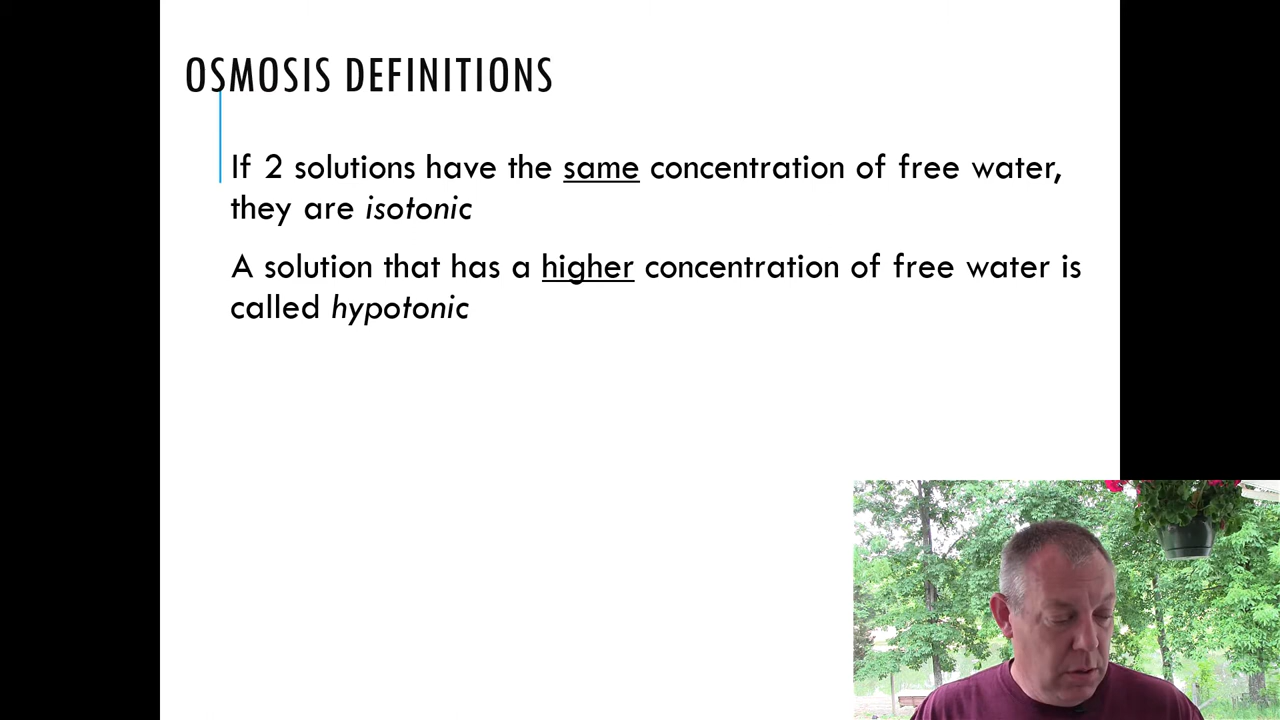 OSMOSIS DEFINITIONS
If 2 solutions have the same concentration of free water,
they are isotonic
A solution that has a higher concentration of free water is
called hypotonic